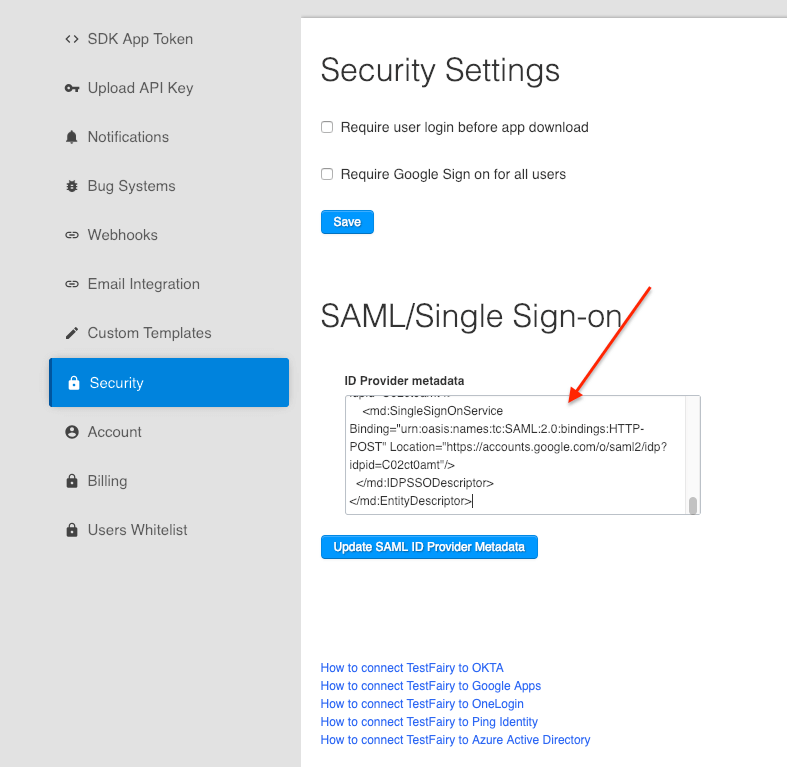 SDK App Token
Upload API Key
Notifications
Bug Systems
Webhooks
Email Integration
Custom Templates
Security
Account
Billing
Users Whitelist
Security Settings
Require user login before app download
Require Google Sign on for all users
Save
SAML/Single Sign-on
ID Provider metadata
<md:SingleSignOnService
Binding="urn:oasis:names:tc:SAML:2.0:bindings:HTTP-
POST" Location="https://accounts.google.com/o/saml2/idp?
idpid=C02ct0amt"/>
</md:IDPSSODescriptor>
</md:EntityDescriptor>
Update SAML ID Provider Metadata
How to connect TestFairy to OKTA
How to connect TestFairy to Google Apps
How to connect TestFairy to OneLogin
How to connect TestFairy to Ping Identity
How to connect TestFairy to Azure Active Directory